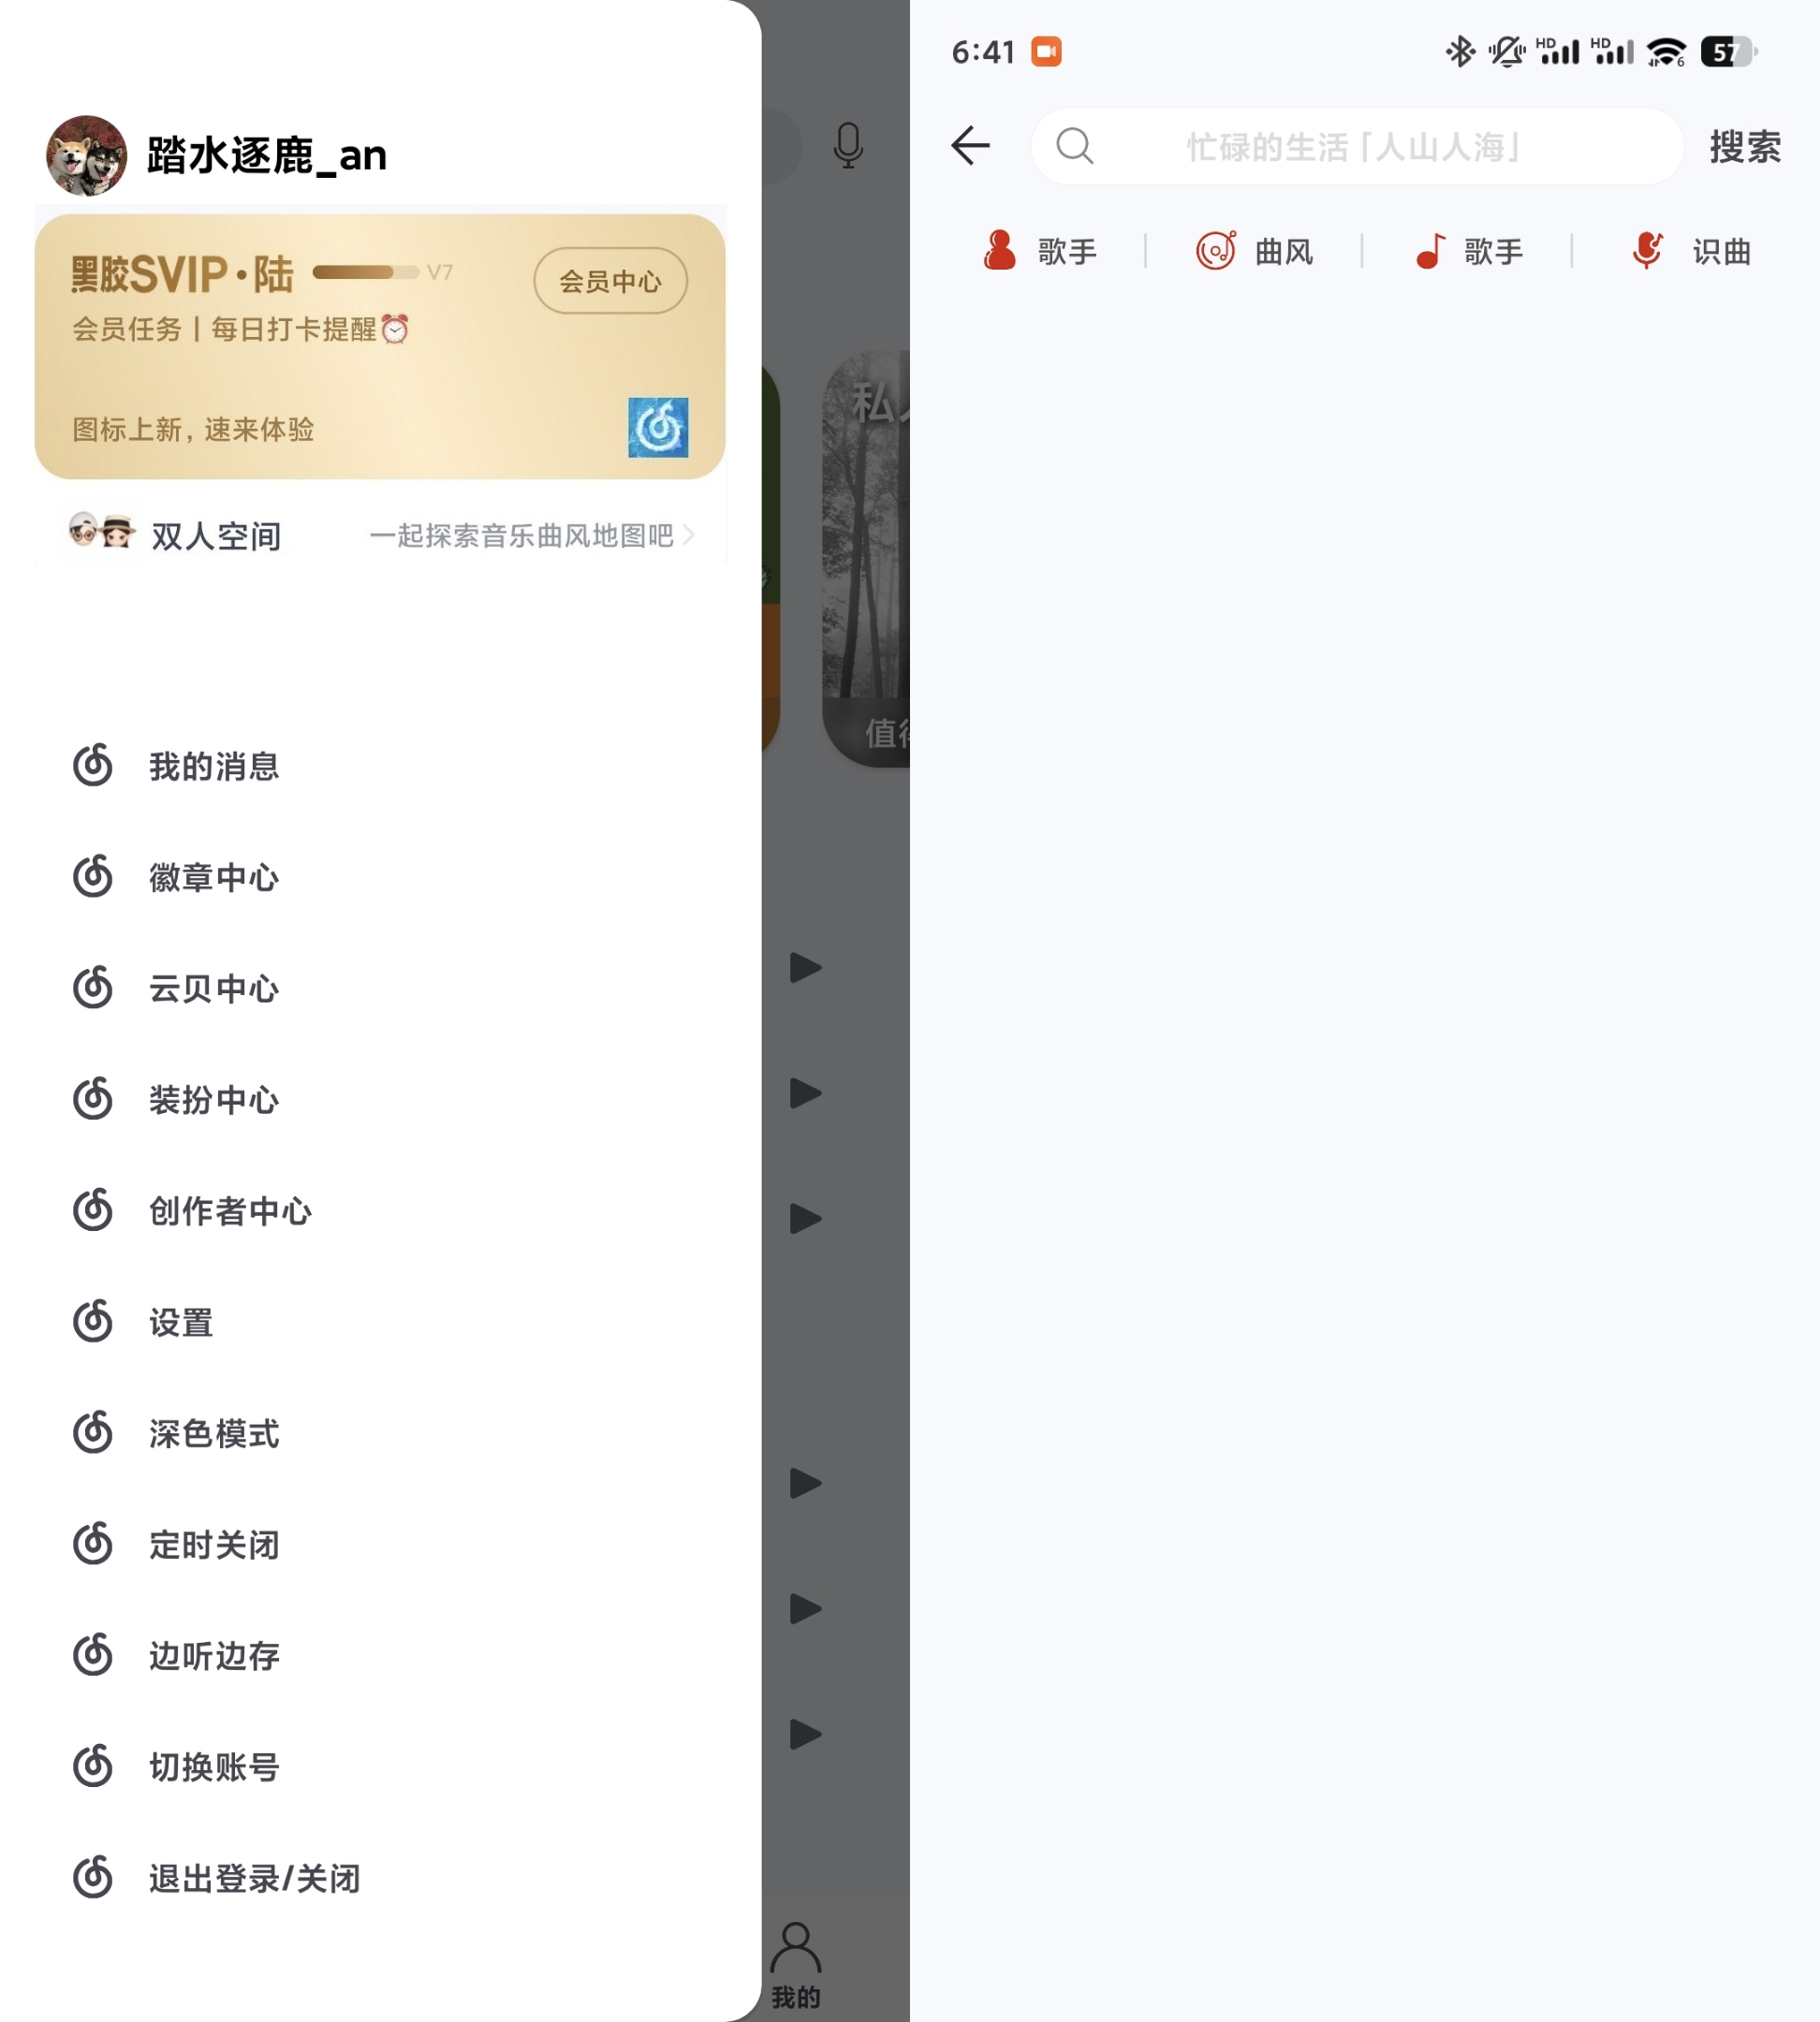 踏水逐鹿_an
黑胶SVIP·陆 V7
会员中心
会员任务丨每日打卡提醒⏰
图标上新，速来体验
双人空间 一起探索音乐曲风地图吧
我的消息
徽章中心
云贝中心
装扮中心
创作者中心
设置
深色模式
定时关闭
边听边存
切换账号
退出登录/关闭
私人
值得
我的
6:41
HD HD 6 57
忙碌的生活「人山人海」 搜索
歌手 曲风 歌手 识曲